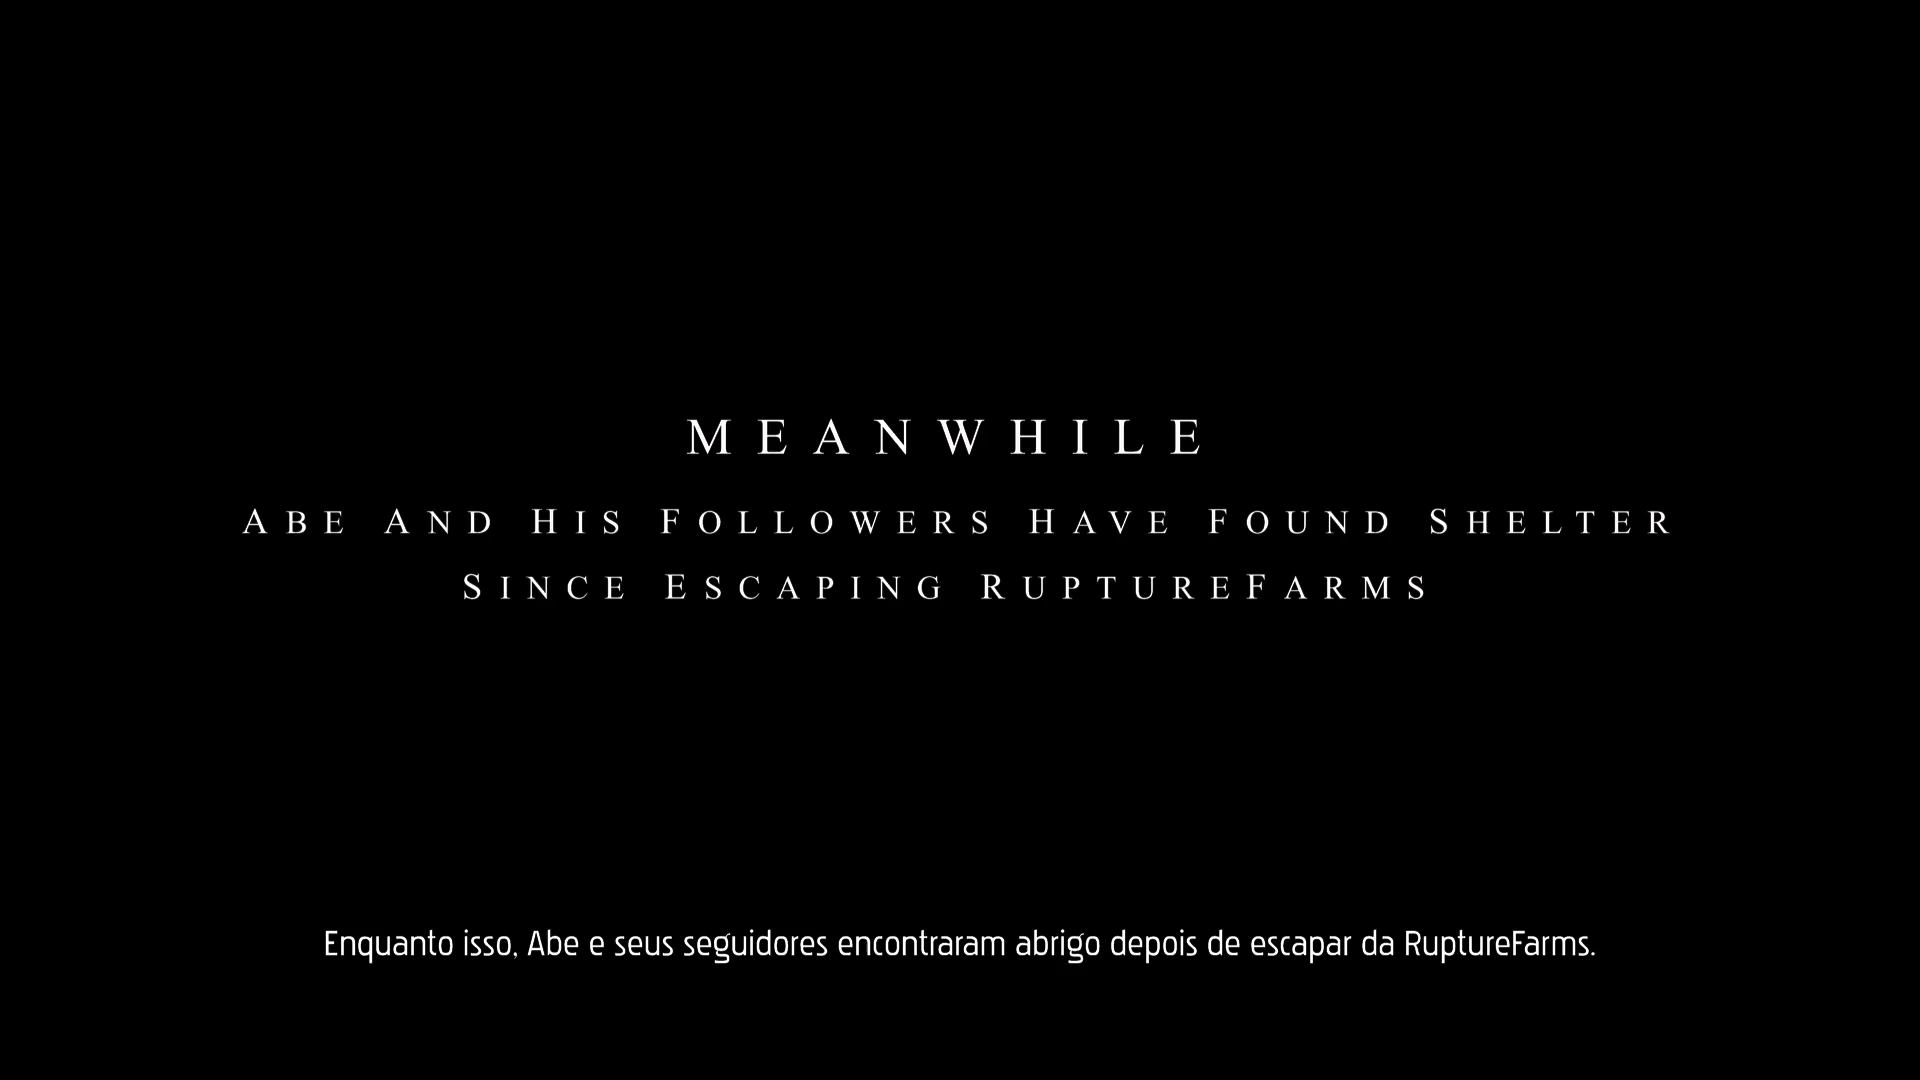 MEANWHILE
ABE AND HIS FOLLOWERS HAVE FOUND SHELTER
SINCE ESCAPING RUPTUREFARMS
Enquanto isso, Abe e seus seguidores encontraram abrigo depois de escapar da RuptureFarms.